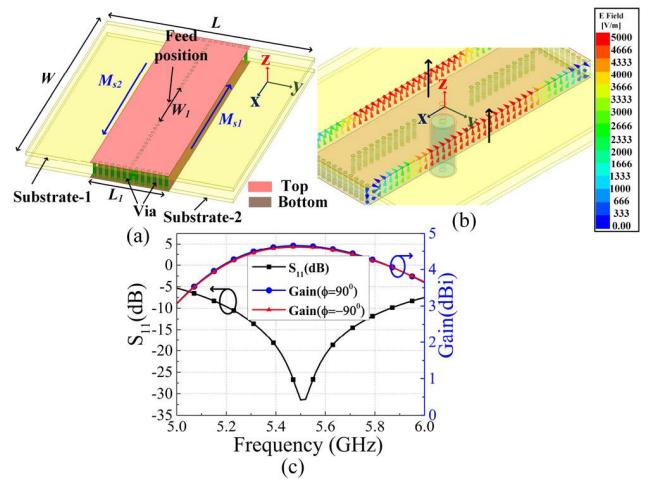 L
W
Feed
position
M_s2
W_1
M_s1
z
x
y
L_1
Via
Substrate-1
Substrate-2
Top
Bottom
(a)
z
x
y
(b)
E Field
[V/m]
5000
4666
4333
4000
3666
3333
3000
2666
2333
2000
1666
1333
1000
666
333
0.00
(c)
S_11(dB)
Gain(ϕ=90⁰)
Gain(ϕ=−90⁰)
S_11(dB)
5
0
-5
-10
-15
-20
-25
-30
-35
5.0 5.2 5.4 5.6 5.8 6.0
Frequency (GHz)
5
4
3
2
1
0
Gain(dBi)